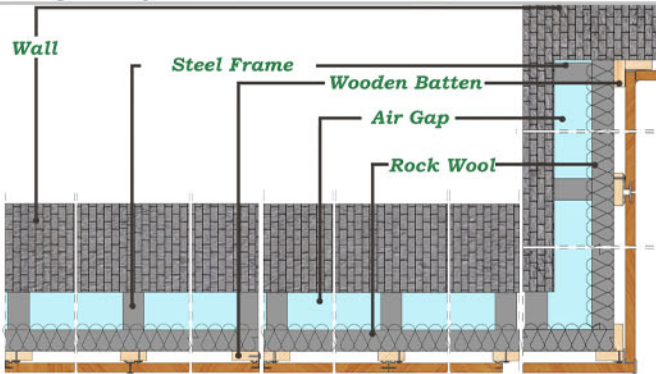 Wall
Steel Frame
Wooden Batten
Air Gap
Rock Wool